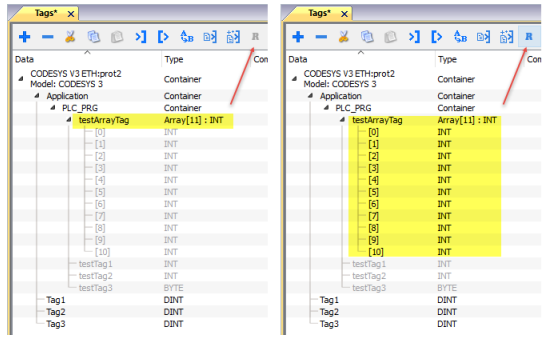 Tags*
Data Type Con
CODESYS V3 ETH:prot2
Model: CODESYS 3 Container
Application Container
PLC_PRG Container
testArrayTag Array[11] : INT
[0] INT
[1] INT
[2] INT
[3] INT
[4] INT
[5] INT
[6] INT
[7] INT
[8] INT
[9] INT
[10] INT
testTag1 INT
testTag2 INT
testTag3 BYTE
Tag1 DINT
Tag2 DINT
Tag3 DINT
Tags*
R
Data Type Con
CODESYS V3 ETH:prot2
Model: CODESYS 3 Container
Application Container
PLC_PRG Container
testArrayTag Array[11] : INT
[0] INT
[1] INT
[2] INT
[3] INT
[4] INT
[5] INT
[6] INT
[7] INT
[8] INT
[9] INT
[10] INT
testTag1 INT
testTag2 INT
testTag3 BYTE
Tag1 DINT
Tag2 DINT
Tag3 DINT